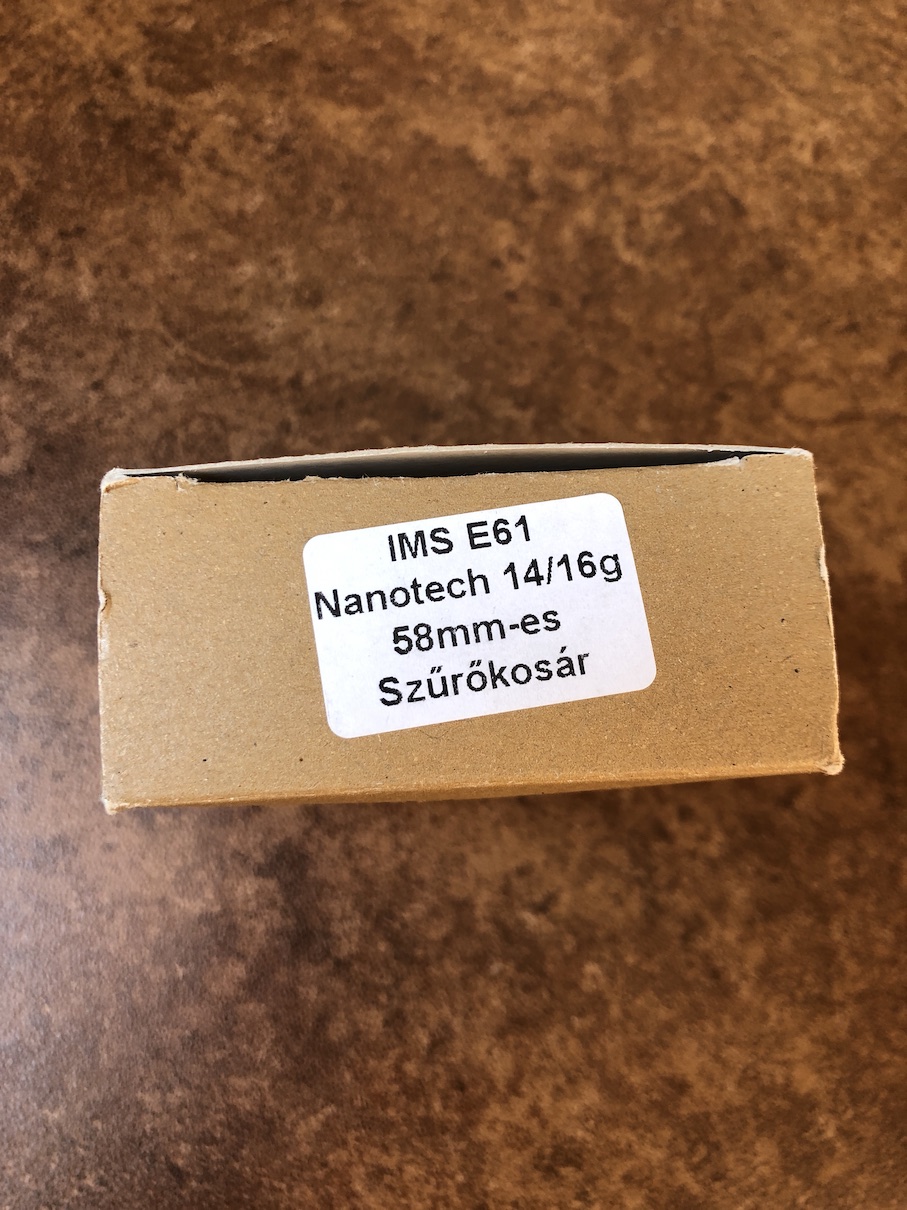 IMS E61
Nanotech 14/16g
58mm-es
Szűrőkosár